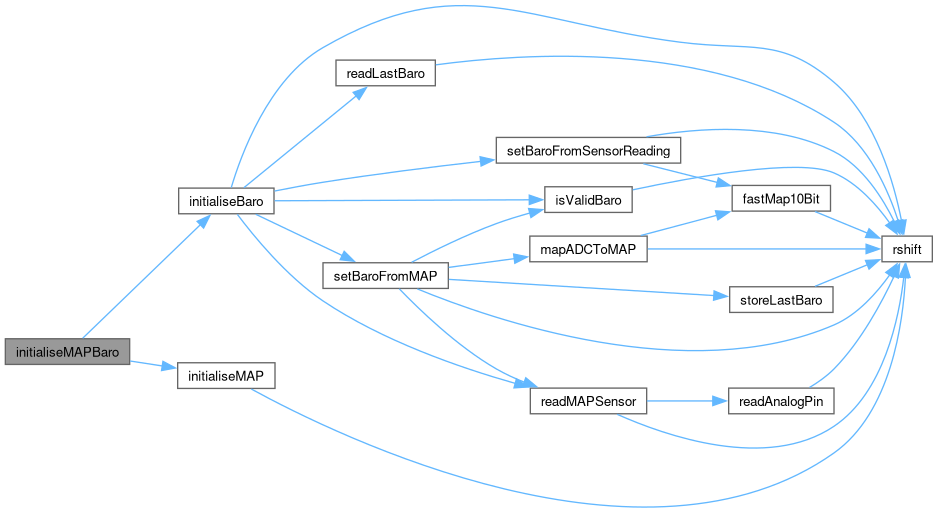 readLastBaro
setBaroFromSensorReading
initialiseBaro
isValidBaro
fastMap10Bit
mapADCToMAP
rshift
setBaroFromMAP
storeLastBaro
initialiseMAPBaro
initialiseMAP
readMAPSensor
readAnalogPin